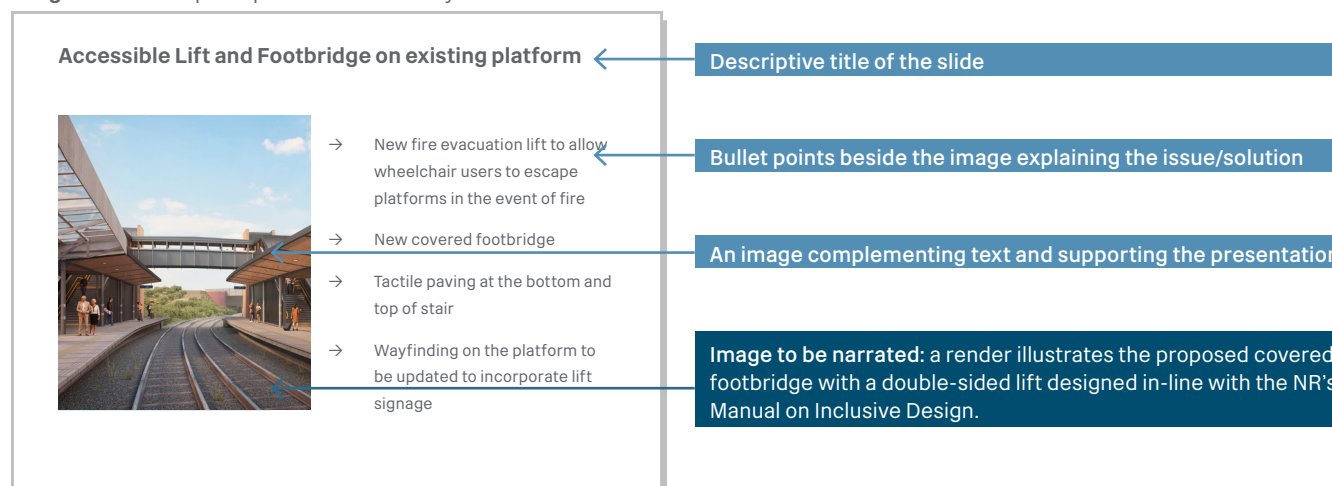 Accessible Lift and Footbridge on existing platform
Descriptive title of the slide
→ New fire evacuation lift to allow
wheelchair users to escape
platforms in the event of fire
Bullet points beside the image explaining the issue/solution
→ New covered footbridge
An image complementing text and supporting the presentation
→ Tactile paving at the bottom and
top of stair
→ Wayfinding on the platform to
be updated to incorporate lift
signage
Image to be narrated: a render illustrates the proposed covered
footbridge with a double-sided lift designed in-line with the NR's
Manual on Inclusive Design.